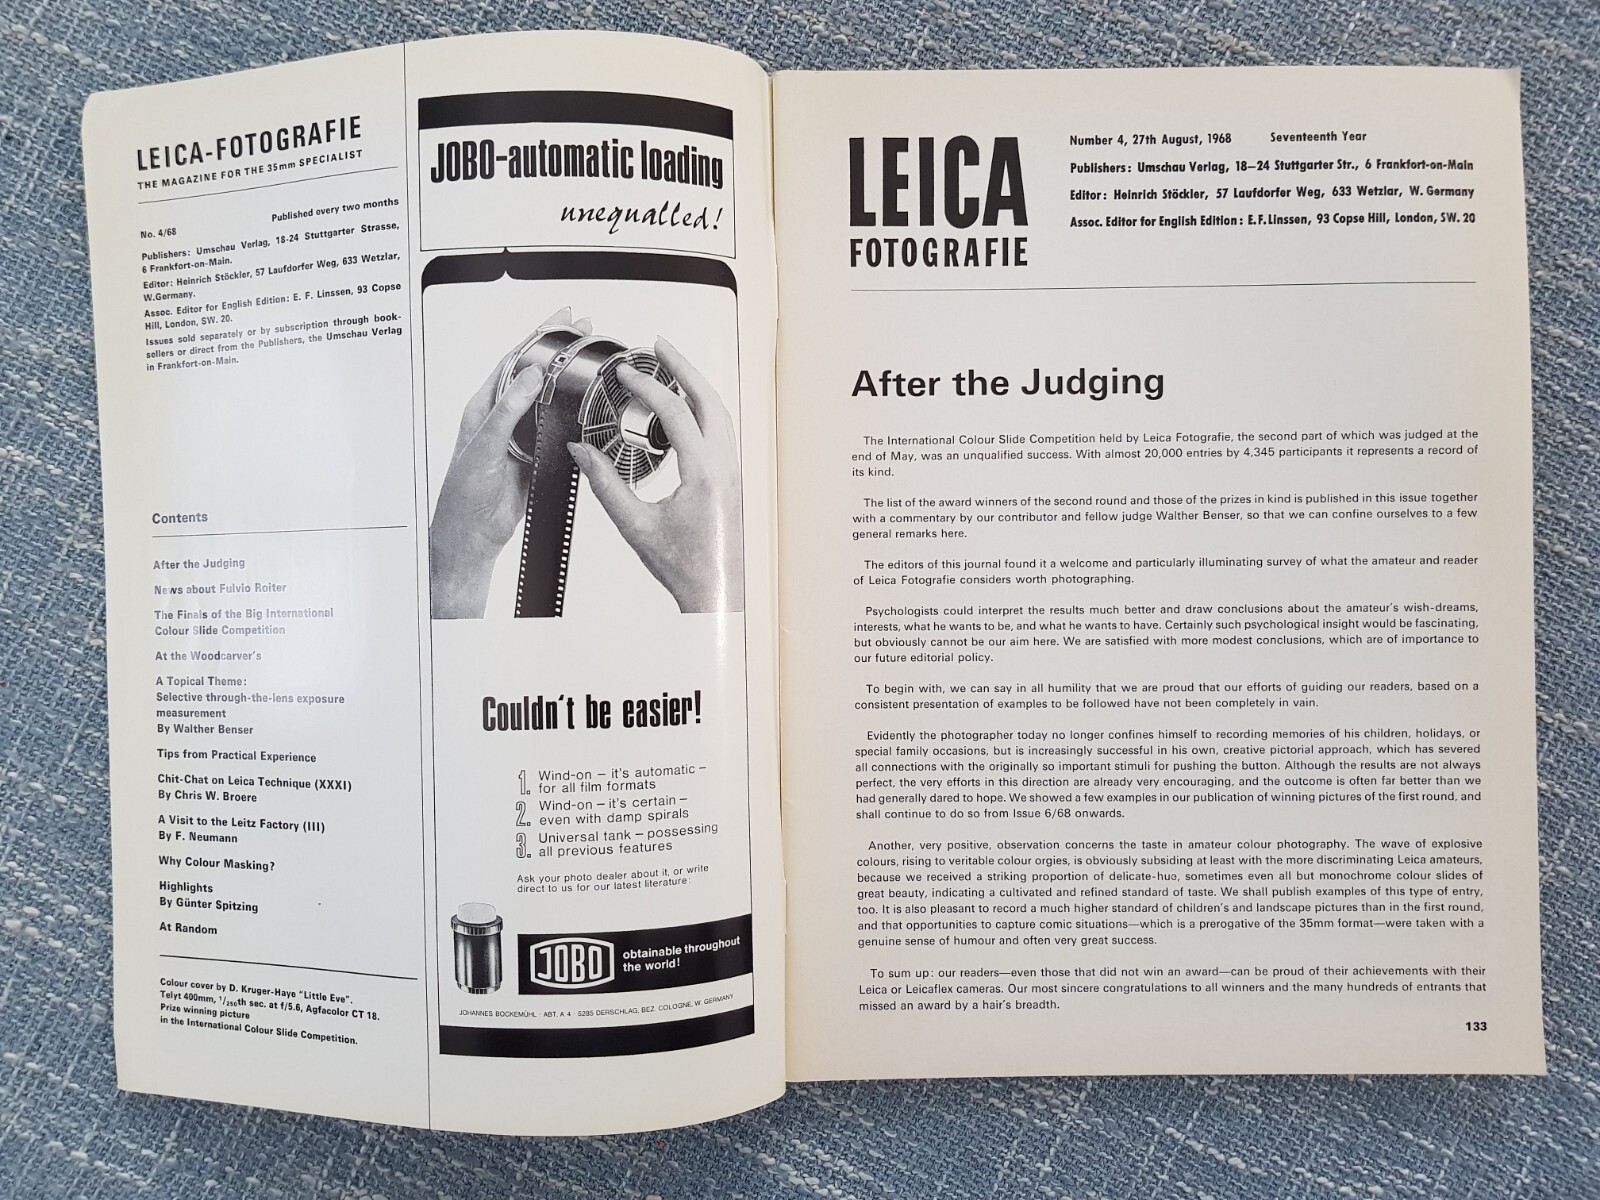 LEICA-FOTOGRAFIE
THE MAGAZINE FOR THE 35mm SPECIALIST
No. 4/68
Published every two months
Publishers: Umschau Verlag, 18-24 Stuttgarter Strasse,
6 Frankfort-on-Main.
Editor: Heinrich Stöckler, 57 Laufdorfer Weg, 633 Wetzlar,
W.Germany.
Assoc. Editor for English Edition: E. F. Linssen, 93 Copse
Hill, London, SW. 20.
Issues sold separately or by subscription through book-
sellers or direct from the Publishers, the Umschau Verlag
in Frankfort-on-Main.
Contents
After the Judging
News about Fulvio Roiter
The Finals of the Big International
Colour Slide Competition
At the Woodcarver's
A Topical Theme:
Selective through-the-lens exposure
measurement
By Walther Benser
Tips from Practical Experience
Chit-Chat on Leica Technique (XXXI)
By Chris W. Broere
A Visit to the Leitz Factory (III)
By F. Neumann
Why Colour Masking?
Highlights
By Günter Spitzing
At Random
Colour cover by D. Kruger-Haye "Little Eve".
Telyt 400mm, 1/250th sec. at f/5.6, Agfacolor CT 18.
Prize winning picture
in the International Colour Slide Competition.
JOBO-automatic loading
unequalled!
Couldn't be easier!
1. Wind-on – it's automatic –
for all film formats
2. Wind-on – it's certain –
even with damp spirals
3. Universal tank – possessing
all previous features
Ask your photo dealer about it, or write
direct to us for our latest literature:
JOBO
obtainable throughout
the world!
JOHANNES BOCKEMÜHL · ABT. A 4 · 5285 DERSCHLAG, BEZ. COLOGNE, W. GERMANY
LEICA
FOTOGRAFIE
Number 4, 27th August, 1968 Seventeenth Year
Publishers: Umschau Verlag, 18–24 Stuttgarter Str., 6 Frankfort-on-Main
Editor: Heinrich Stöckler, 57 Laufdorfer Weg, 633 Wetzlar, W. Germany
Assoc. Editor for English Edition: E. F. Linssen, 93 Copse Hill, London, SW. 20
After the Judging
The International Colour Slide Competition held by Leica Fotografie, the second part of which was judged at the
end of May, was an unqualified success. With almost 20,000 entries by 4,345 participants it represents a record of
its kind.
The list of the award winners of the second round and those of the prizes in kind is published in this issue together
with a commentary by our contributor and fellow judge Walther Benser, so that we can confine ourselves to a few
general remarks here.
The editors of this journal found it a welcome and particularly illuminating survey of what the amateur and reader
of Leica Fotografie considers worth photographing.
Psychologists could interpret the results much better and draw conclusions about the amateur's wish-dreams,
interests, what he wants to be, and what he wants to have. Certainly such psychological insight would be fascinating,
but obviously cannot be our aim here. We are satisfied with more modest conclusions, which are of importance to
our future editorial policy.
To begin with, we can say in all humility that we are proud that our efforts of guiding our readers, based on a
consistent presentation of examples to be followed have not been completely in vain.
Evidently the photographer today no longer confines himself to recording memories of his children, holidays, or
special family occasions, but is increasingly successful in his own, creative pictorial approach, which has severed
all connections with the originally so important stimuli for pushing the button. Although the results are not always
perfect, the very efforts in this direction are already very encouraging, and the outcome is often far better than we
had generally dared to hope. We showed a few examples in our publication of winning pictures of the first round, and
shall continue to do so from Issue 6/68 onwards.
Another, very positive, observation concerns the taste in amateur colour photography. The wave of explosive
colours, rising to veritable colour orgies, is obviously subsiding at least with the more discriminating Leica amateurs,
because we received a striking proportion of delicate-hue, sometimes even all but monochrome colour slides of
great beauty, indicating a cultivated and refined standard of taste. We shall publish examples of this type of entry,
too. It is also pleasant to record a much higher standard of children's and landscape pictures than in the first round,
and that opportunities to capture comic situations—which is a prerogative of the 35mm format—were taken with a
genuine sense of humour and often very great success.
To sum up: our readers—even those that did not win an award—can be proud of their achievements with their
Leica or Leicaflex cameras. Our most sincere congratulations to all winners and the many hundreds of entrants that
missed an award by a hair's breadth.
133